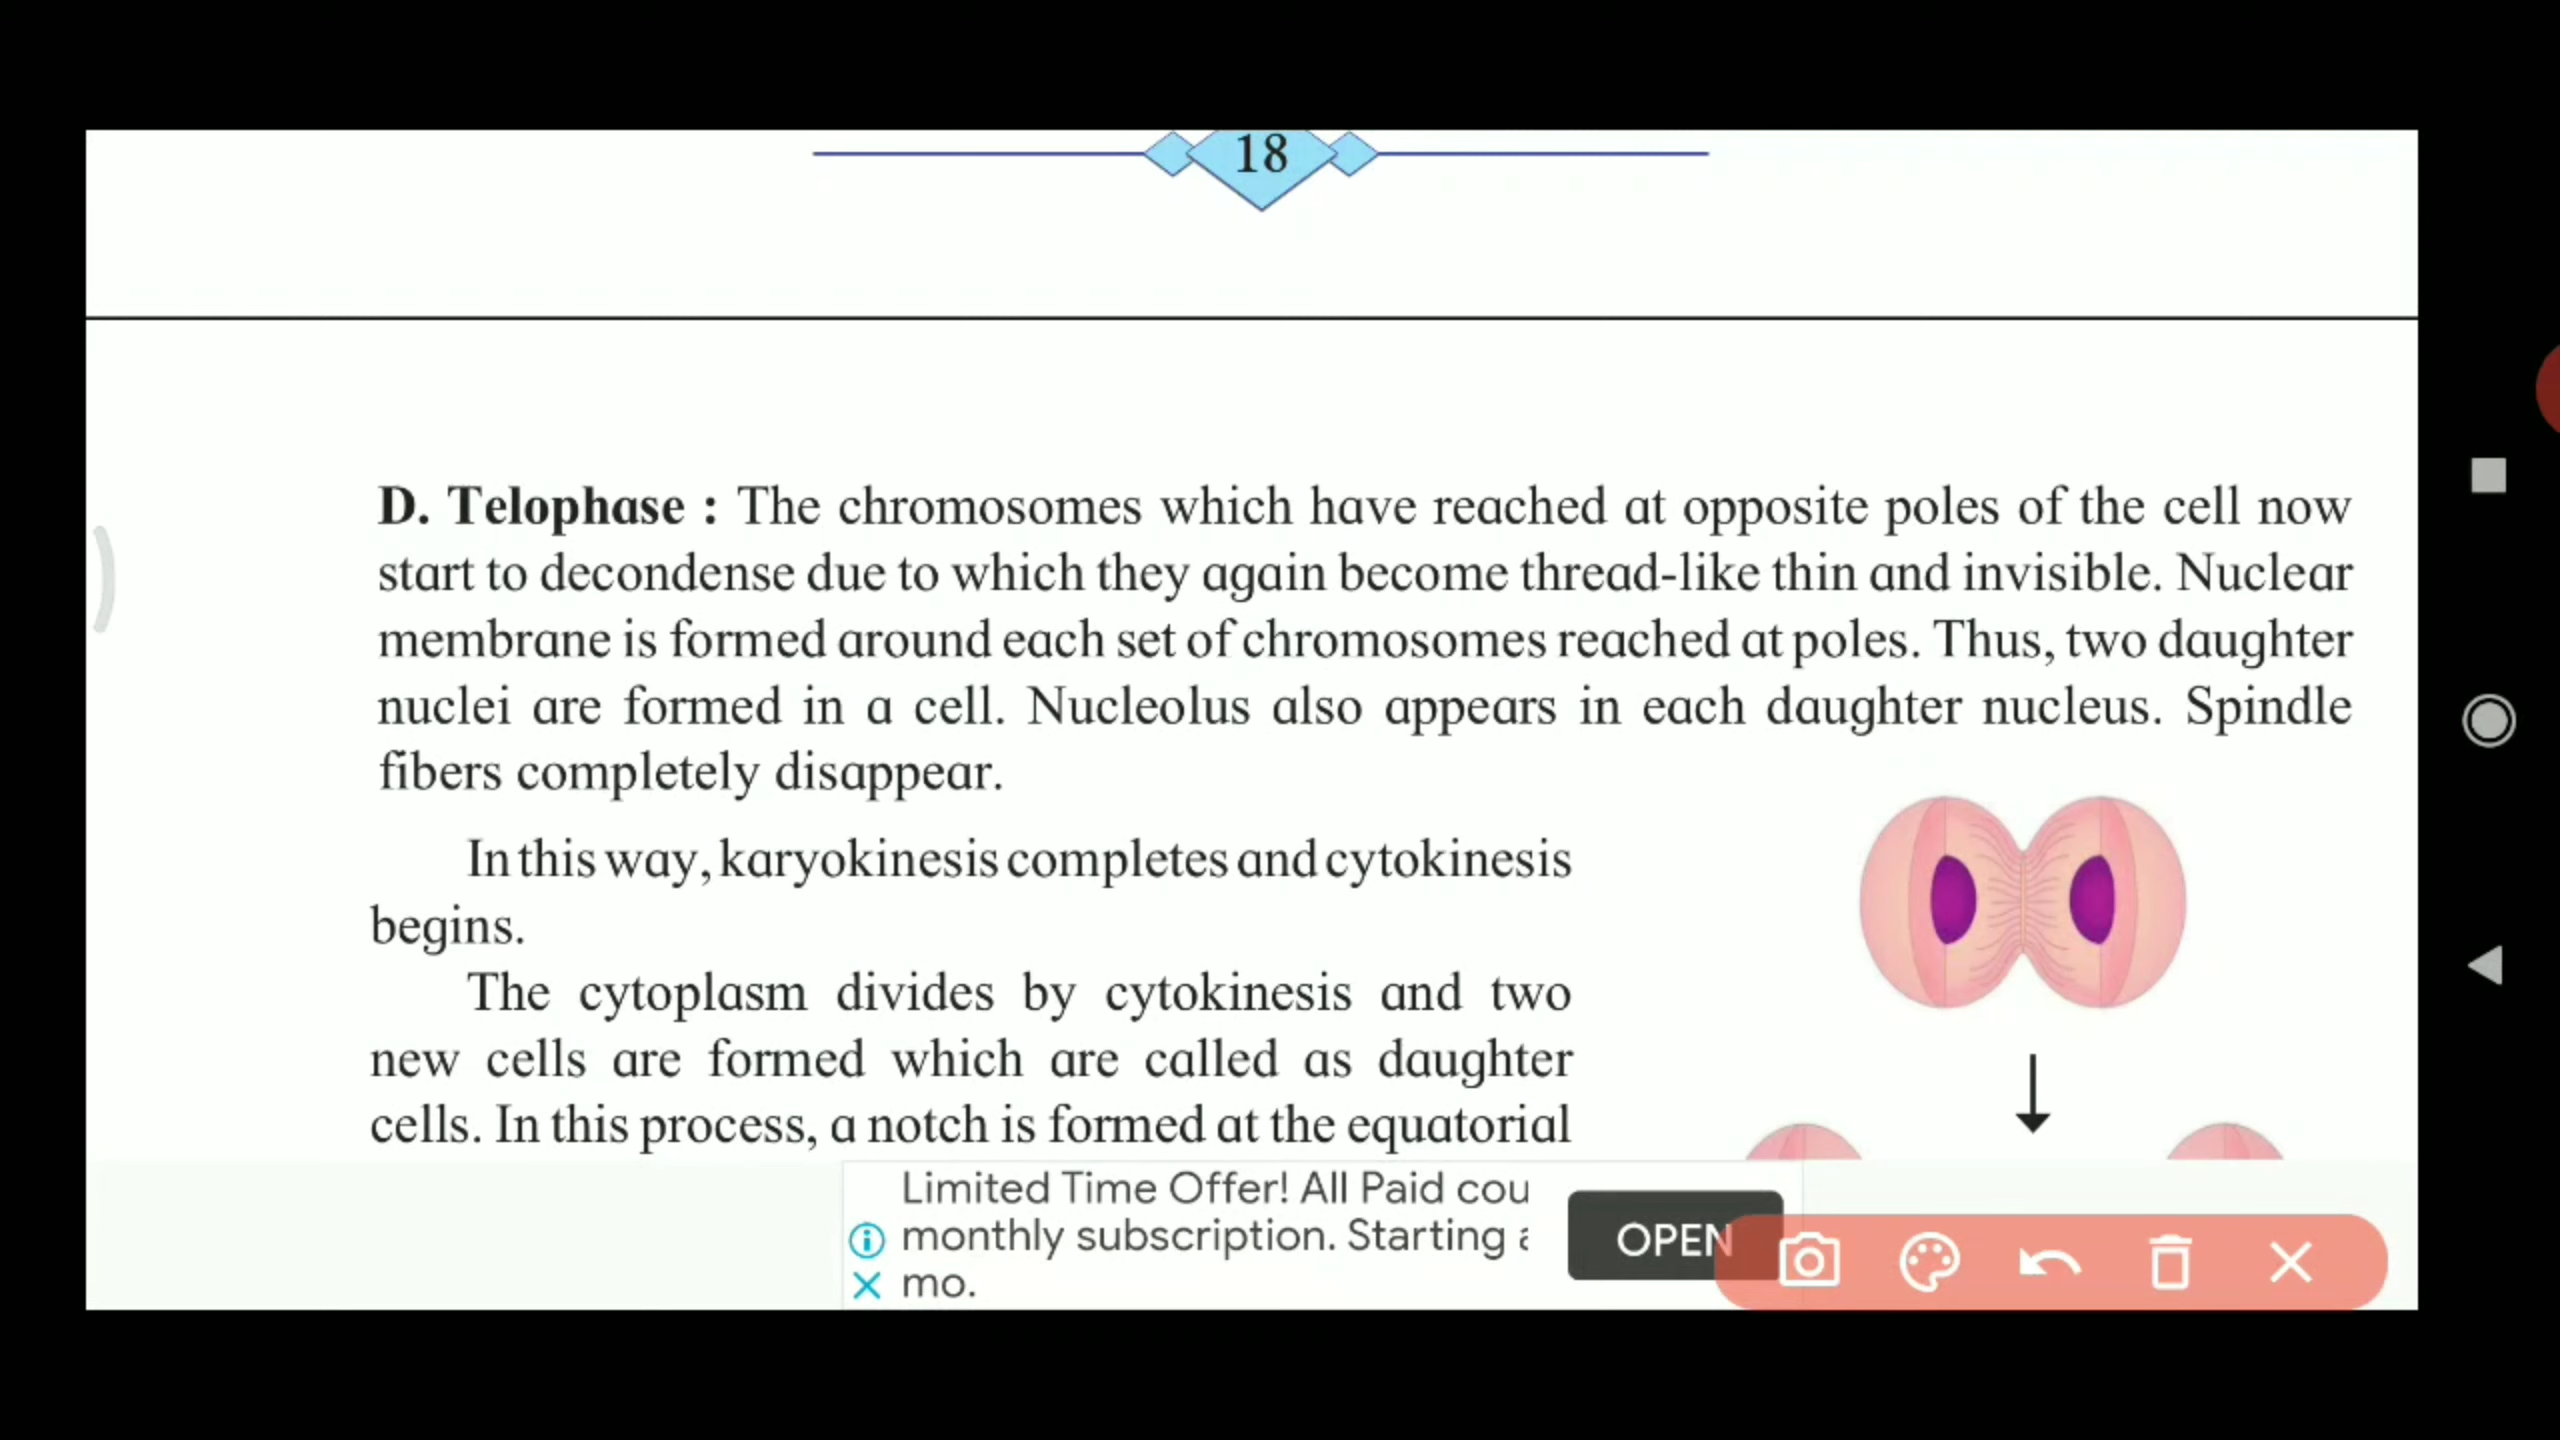 18
D. Telophase : The chromosomes which have reached at opposite poles of the cell now
start to decondense due to which they again become thread-like thin and invisible. Nuclear
membrane is formed around each set of chromosomes reached at poles. Thus, two daughter
nuclei are formed in a cell. Nucleolus also appears in each daughter nucleus. Spindle
fibers completely disappear.
In this way, karyokinesis completes and cytokinesis
begins.
The cytoplasm divides by cytokinesis and two
new cells are formed which are called as daughter
cells. In this process, a notch is formed at the equatorial
Limited Time Offer! All Paid cou
monthly subscription. Starting
mo.
OPEN